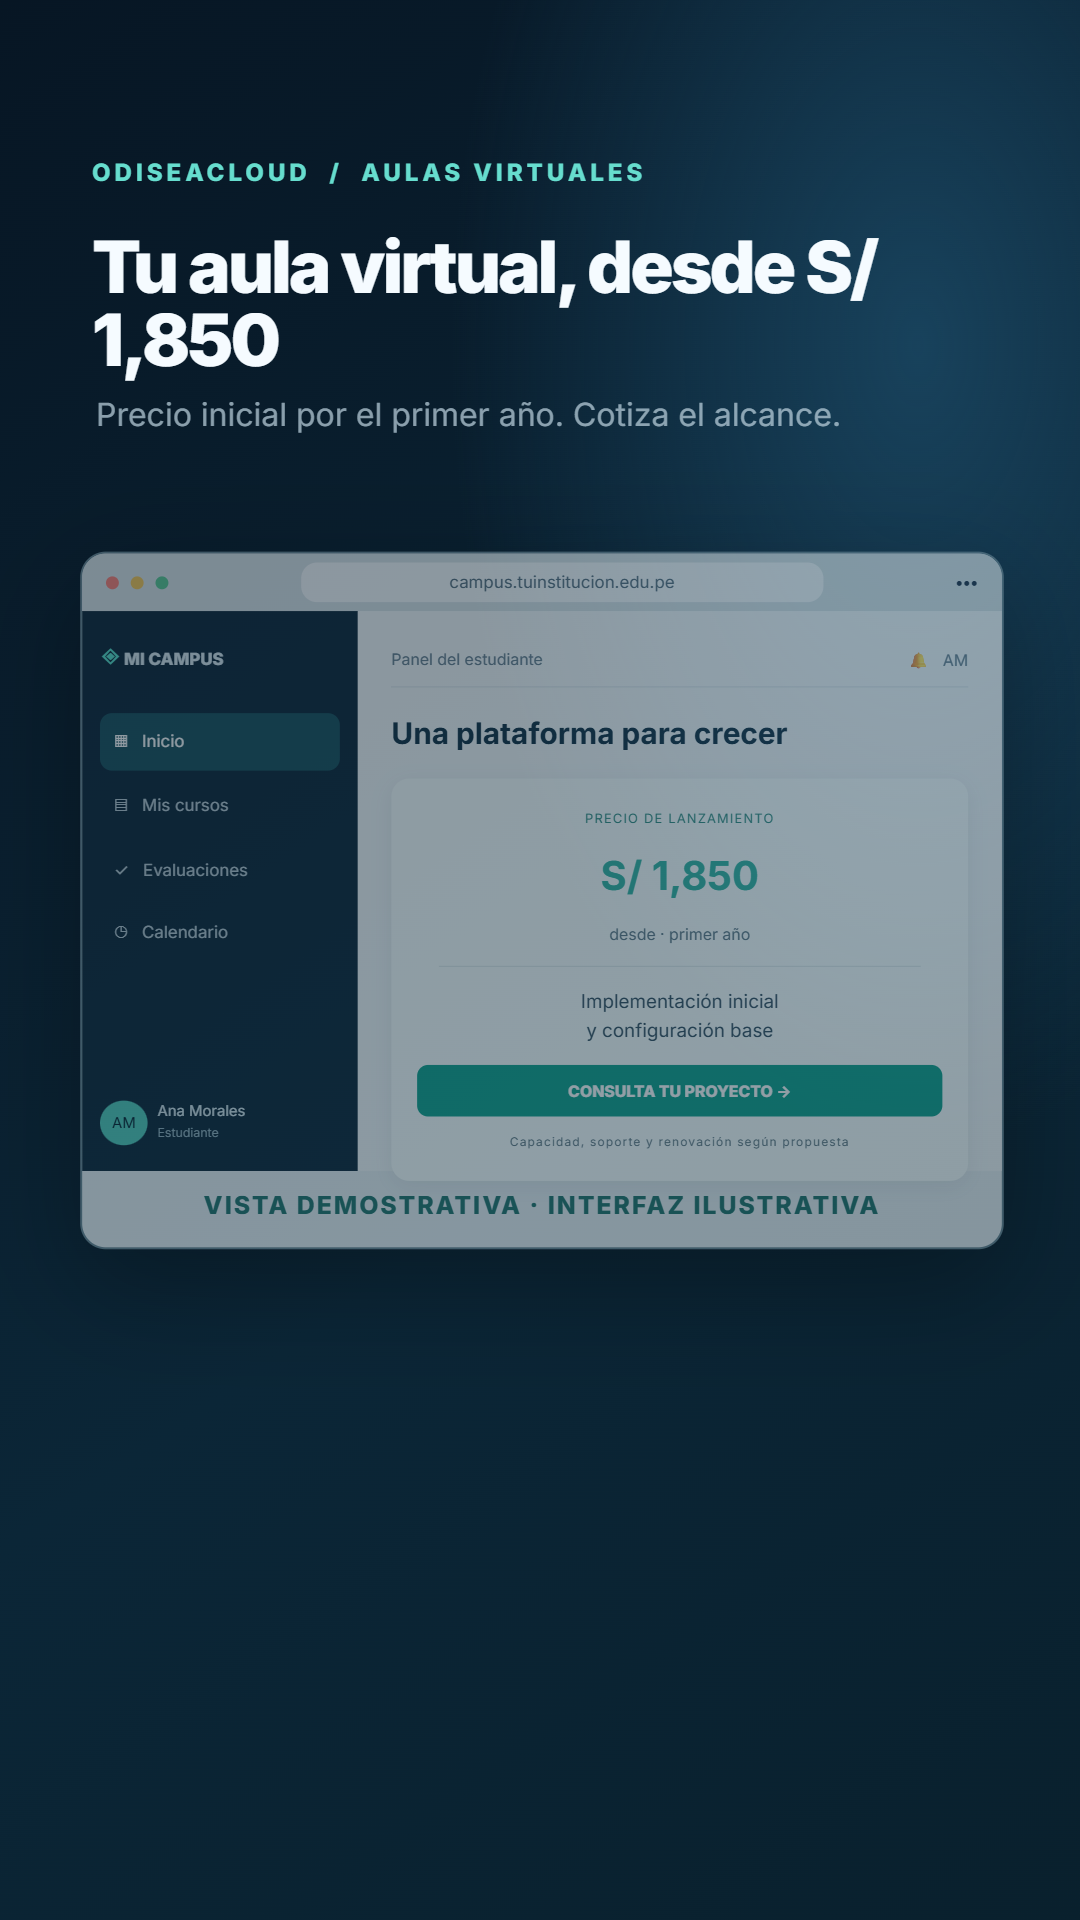 ODISEACLOUD / AULAS VIRTUALES
Tu aula virtual, desde S/
1,850
Precio inicial por el primer año. Cotiza el alcance.
campus.tuinstitucion.edu.pe
MI CAMPUS
Inicio
Mis cursos
Evaluaciones
Calendario
AM
Ana Morales
Estudiante
Panel del estudiante
AM
Una plataforma para crecer
PRECIO DE LANZAMIENTO
S/ 1,850
desde · primer año
Implementación inicial
y configuración base
CONSULTA TU PROYECTO →
Capacidad, soporte y renovación según propuesta
VISTA DEMOSTRATIVA · INTERFAZ ILUSTRATIVA